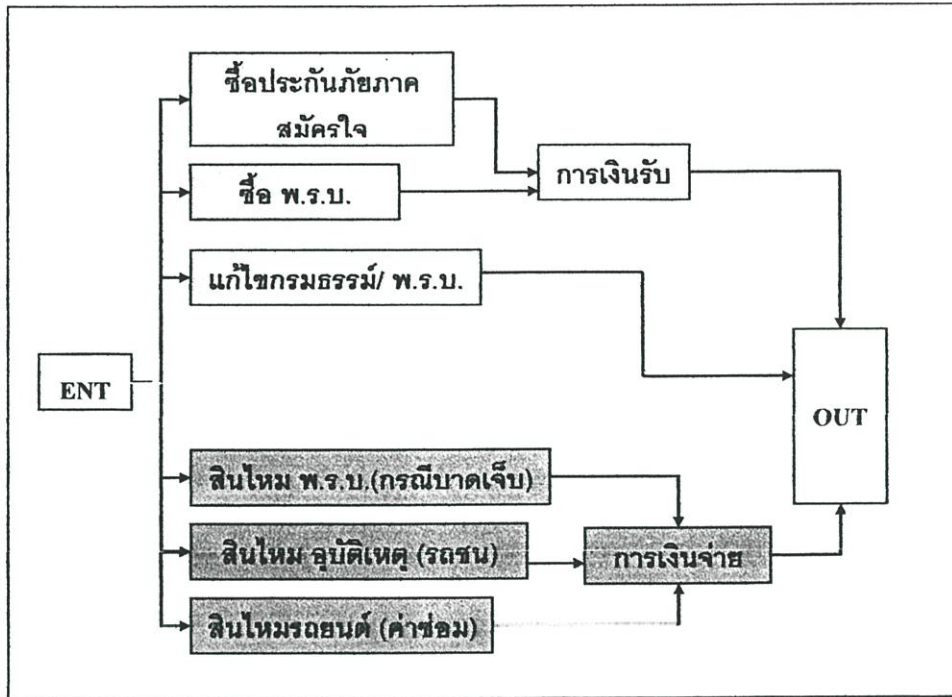 ซื้อประกันภัยภาค
สมัครใจ
ซื้อ พ.ร.บ.
การเงินรับ
แก้ไขกรมธรรม์/ พ.ร.บ.
ENT
OUT
สินไหม พ.ร.บ.(กรณีบาดเจ็บ)
สินไหม อุบัติเหตุ (รถชน)
การเงินจ่าย
สินไหมรถยนต์ (ค่าซ่อม)